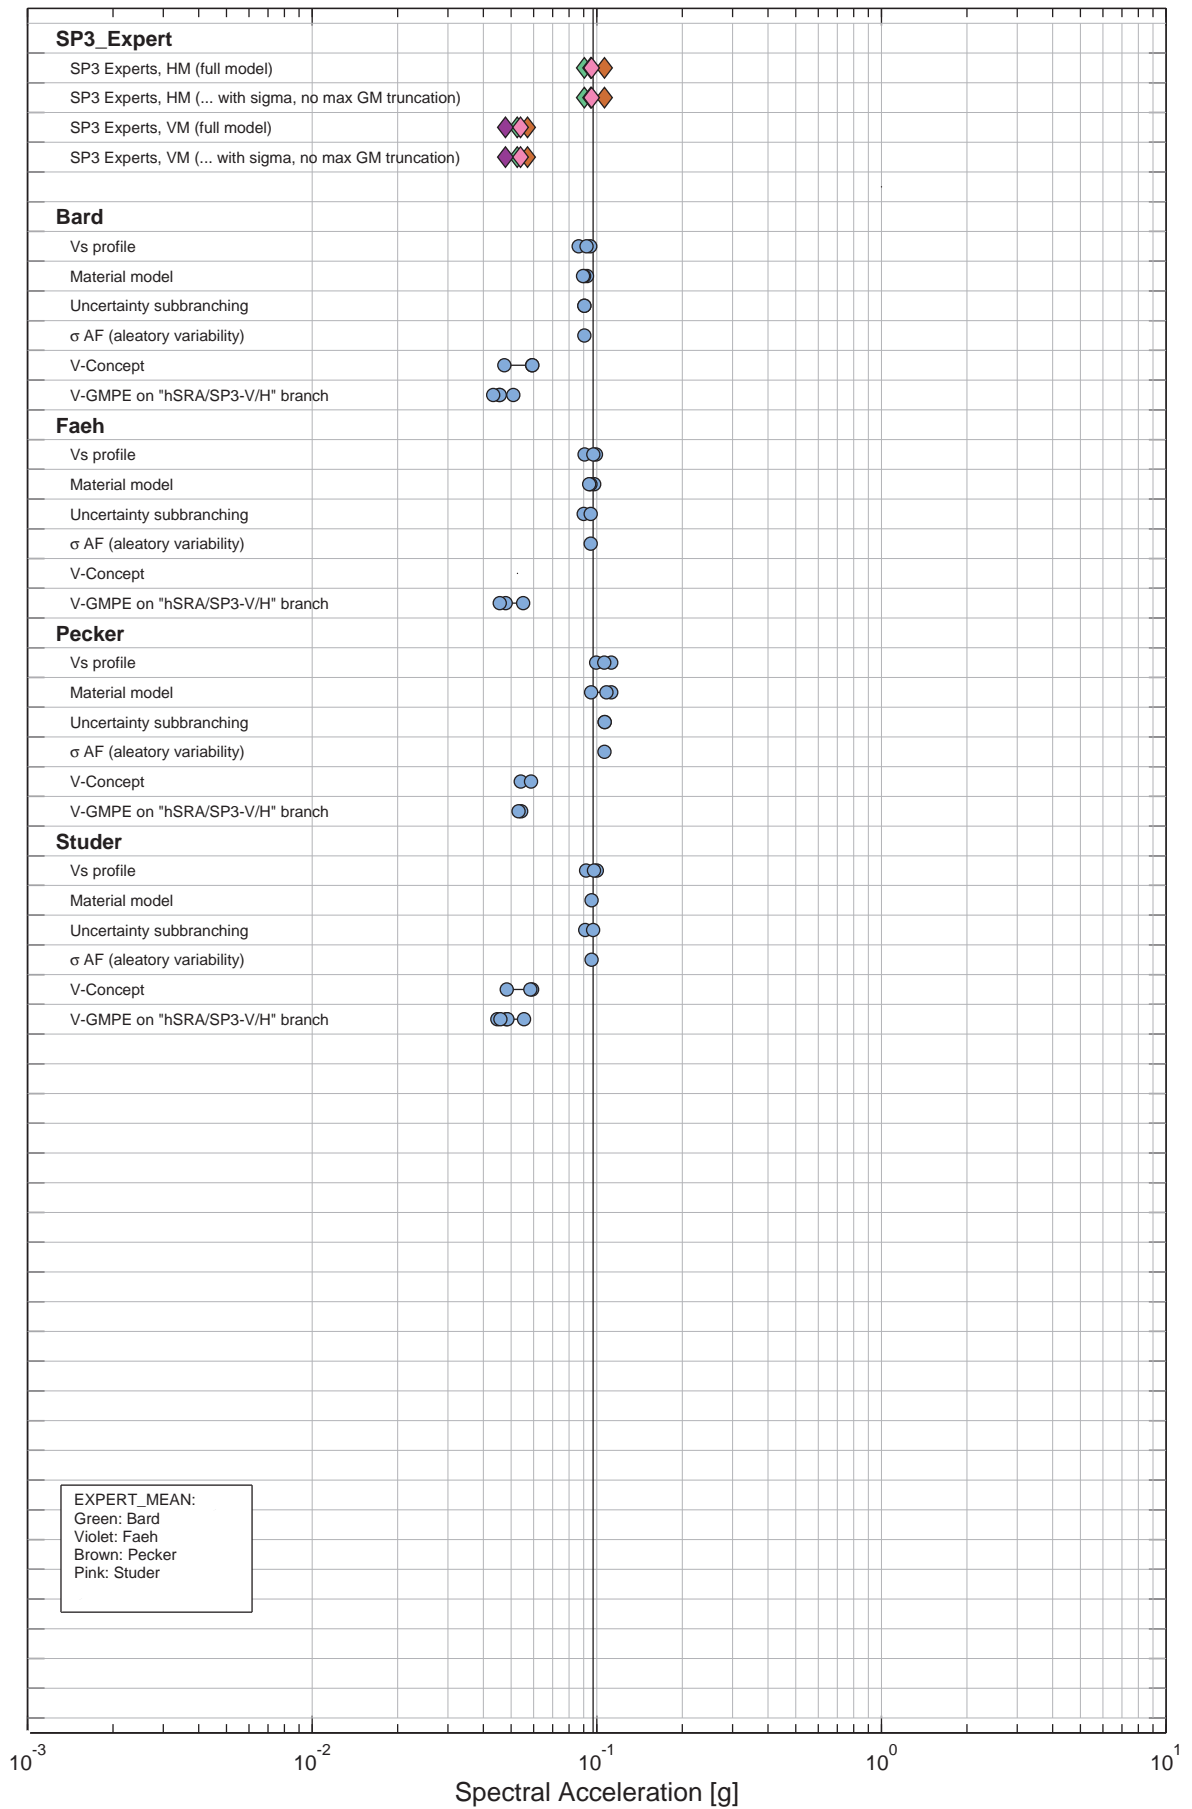 SP3_Expert
SP3 Experts, HM (full model)
SP3 Experts, HM (... with sigma, no max GM truncation)
SP3 Experts, VM (full model)
SP3 Experts, VM (... with sigma, no max GM truncation)
Bard
Vs profile
Material model
Uncertainty subbranching
σ AF (aleatory variability)
V-Concept
V-GMPE on "hSRA/SP3-V/H" branch
Faeh
Vs profile
Material model
Uncertainty subbranching
σ AF (aleatory variability)
V-Concept
V-GMPE on "hSRA/SP3-V/H" branch
Pecker
Vs profile
Material model
Uncertainty subbranching
σ AF (aleatory variability)
V-Concept
V-GMPE on "hSRA/SP3-V/H" branch
Studer
Vs profile
Material model
Uncertainty subbranching
σ AF (aleatory variability)
V-Concept
V-GMPE on "hSRA/SP3-V/H" branch
EXPERT_MEAN:
Green: Bard
Violet: Faeh
Brown: Pecker
Pink: Studer
10⁻³ 10⁻² 10⁻¹ 10⁰ 10¹
Spectral Acceleration [g]